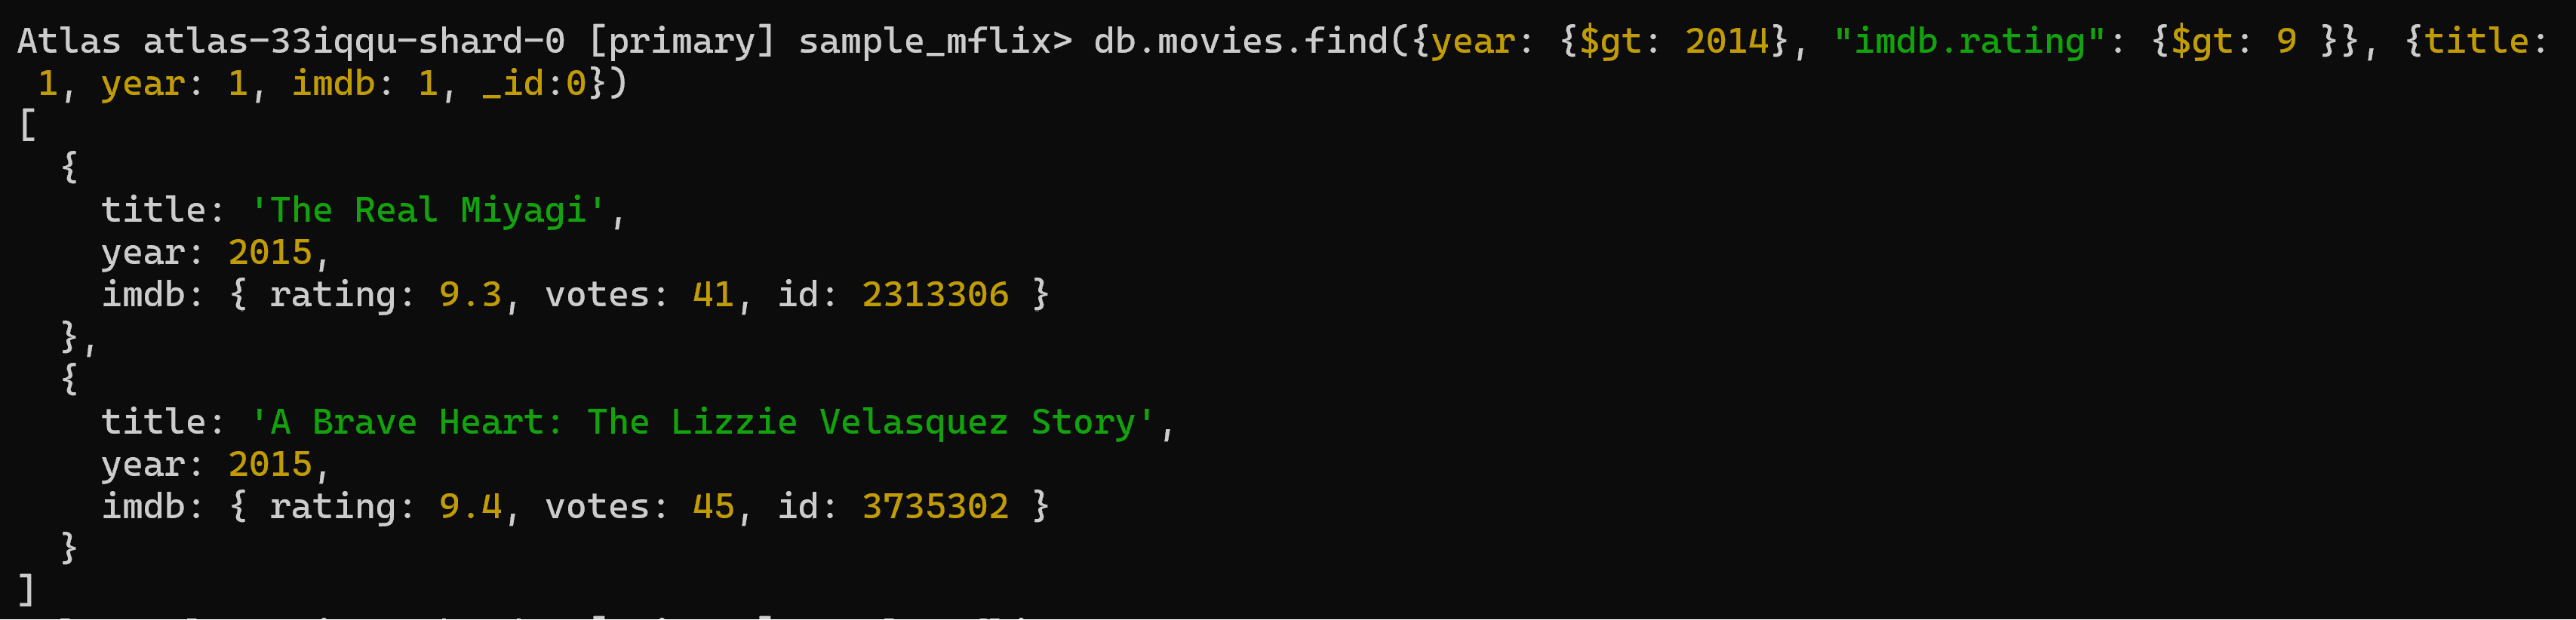 Atlas atlas-33iqqu-shard-0 [primary] sample_mflix> db.movies.find({year: {$gt: 2014}, "imdb.rating": {$gt: 9 }}, {title:
 1, year: 1, imdb: 1, _id:0})
[
  {
    title: 'The Real Miyagi',
    year: 2015,
    imdb: { rating: 9.3, votes: 41, id: 2313306 }
  },
  {
    title: 'A Brave Heart: The Lizzie Velasquez Story',
    year: 2015,
    imdb: { rating: 9.4, votes: 45, id: 3735302 }
  }
]